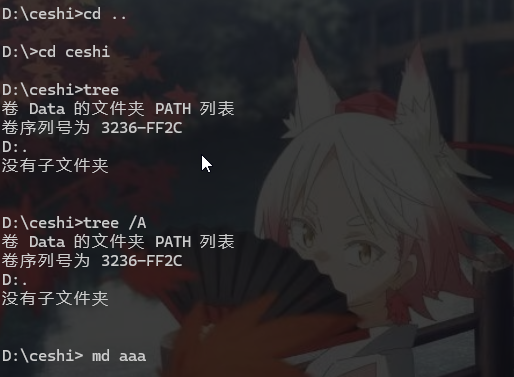 D:\ceshi>cd ..
D:\>cd ceshi
D:\ceshi>tree
卷 Data 的文件夹 PATH 列表
卷序列号为 3236-FF2C
D:.
没有子文件夹
D:\ceshi>tree /A
卷 Data 的文件夹 PATH 列表
卷序列号为 3236-FF2C
D:.
没有子文件夹
D:\ceshi> md aaa